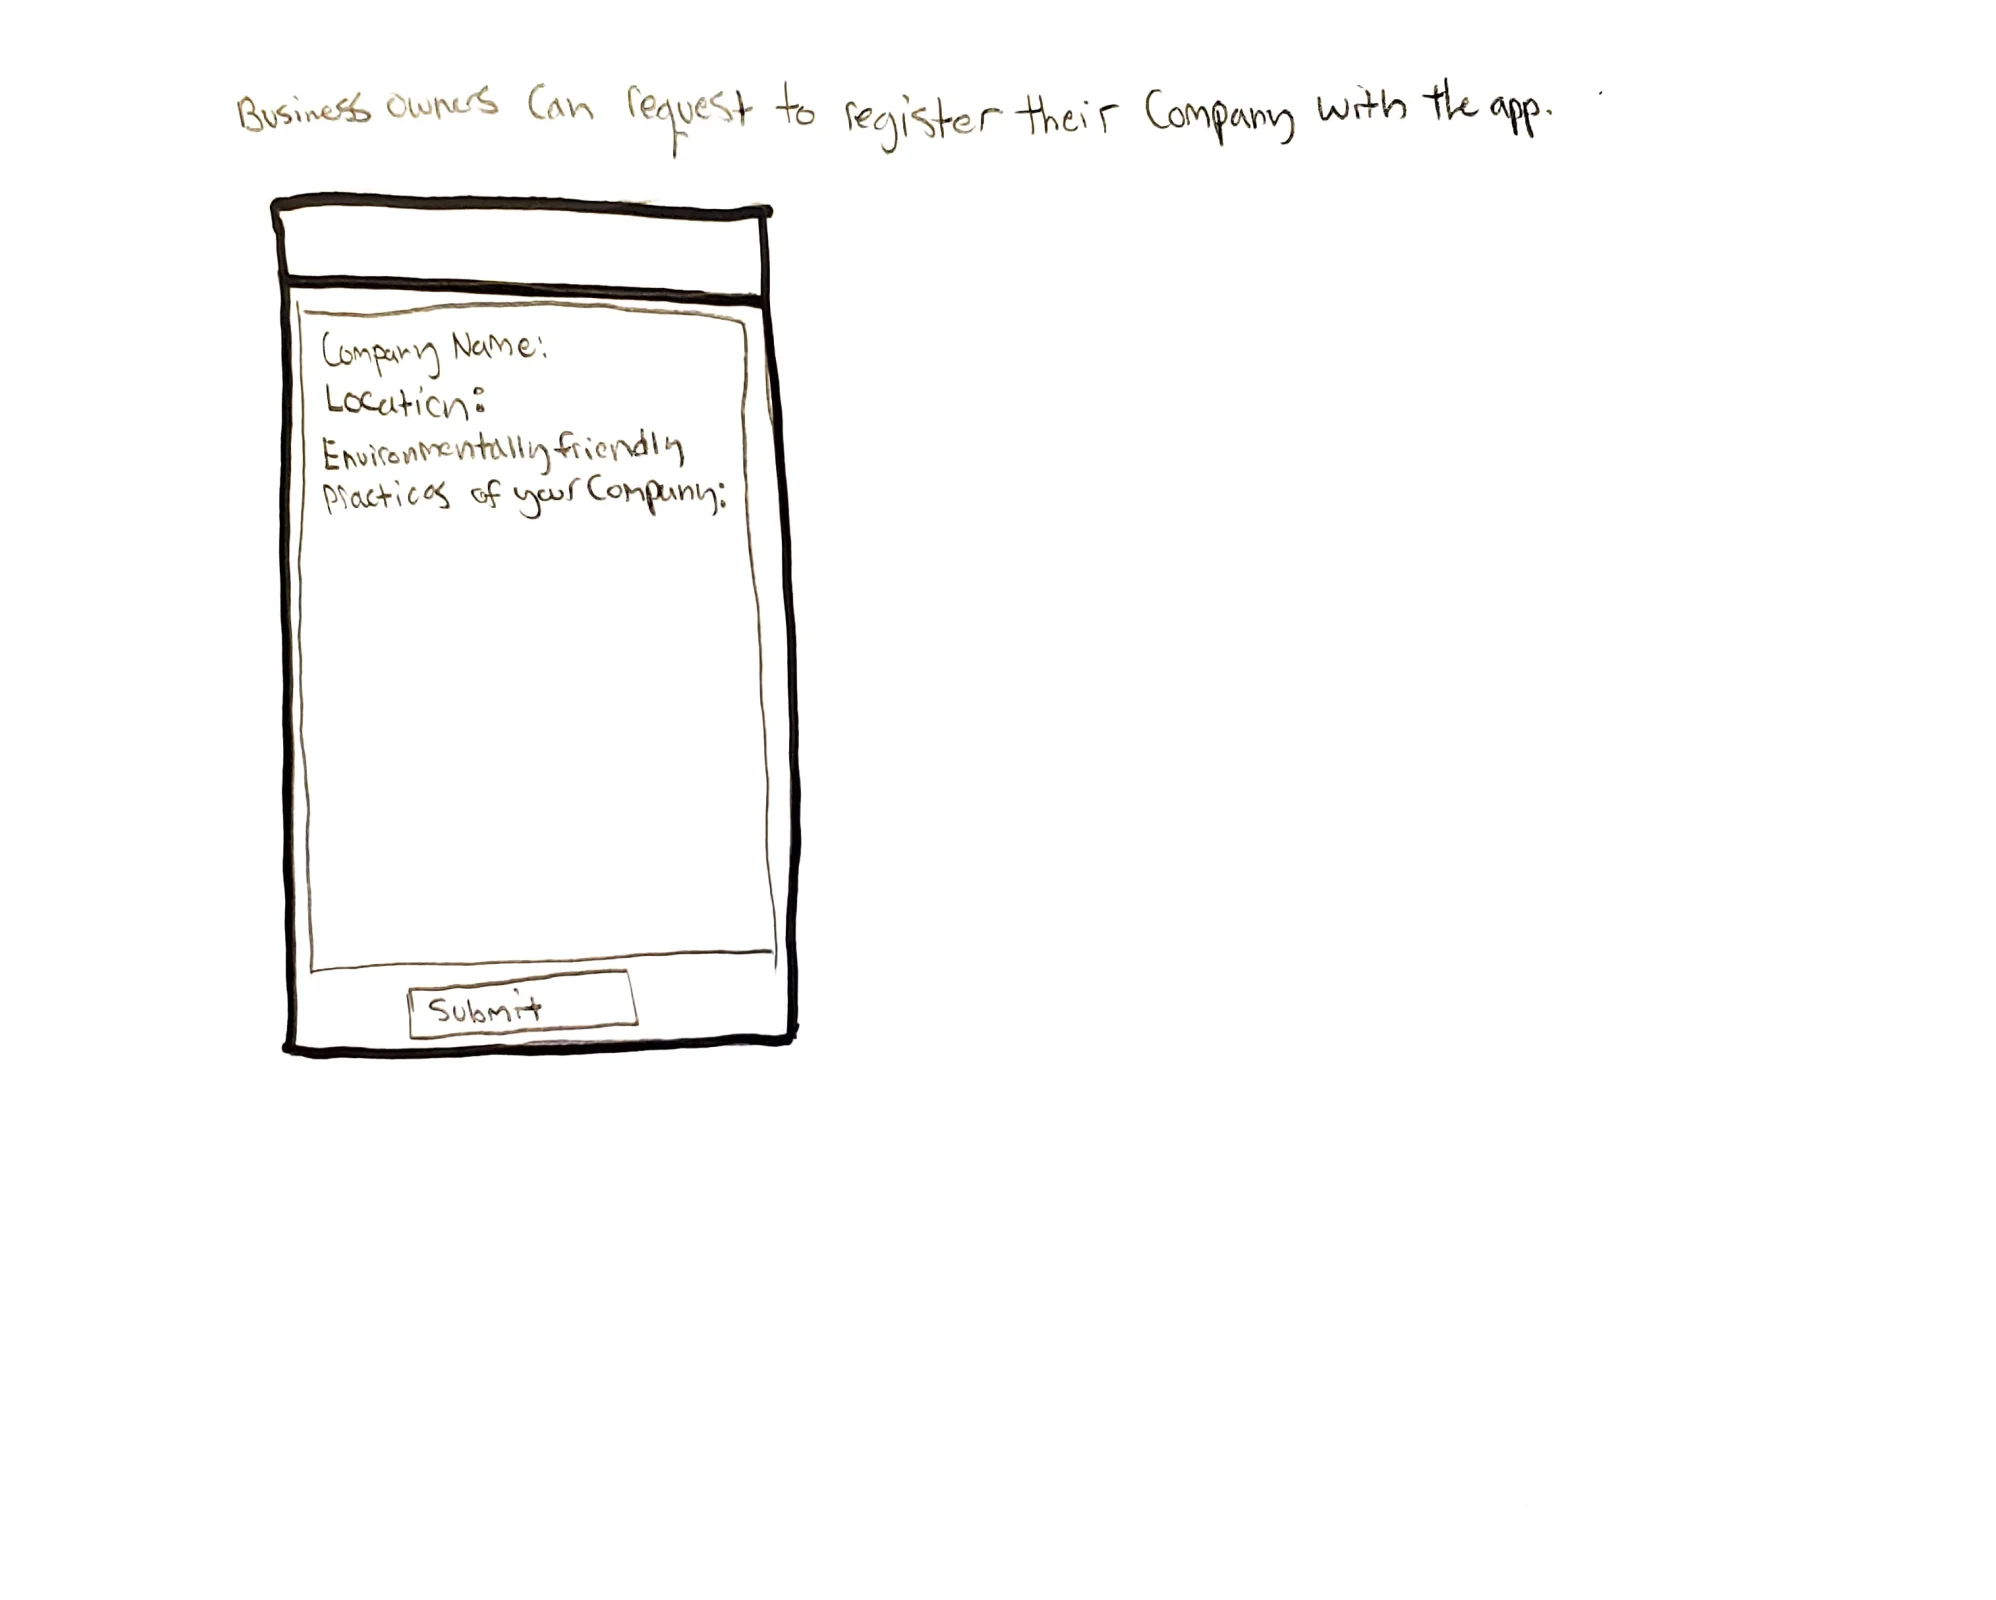 Business owners can request to register their Company with the app.
Company Name:
Location:
Environmentally friendly
practices of your Company:
Submit